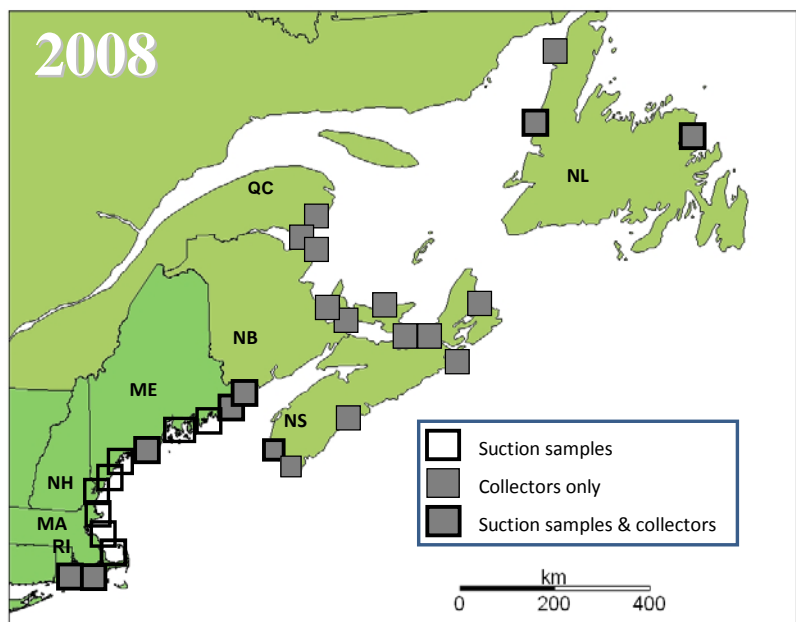 2008
QC
NL
NB
ME
NS
NH
MA
RI
Suction samples
Collectors only
Suction samples & collectors
km
0 200 400